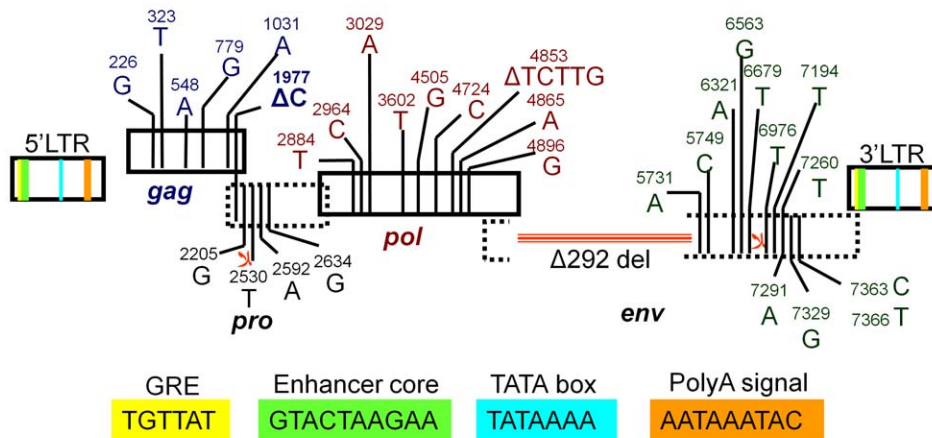 323
T
1031
A
779
G
226
G
548
A
1977
ΔC
3029
A
2964
C
2884
T
3602
T
4505
G
4724
C
4853
ΔTCTTG
4865
A
4896
G
6563
G
6679
T
7194
T
6321
A
5749
C
6976
T
7260
T
5731
A
5'LTR
gag
pol
3'LTR
2205
G
2530
T
2592
A
2634
G
pro
Δ292 del
env
7291
A
7329
G
7363 C
7366 T
GRE
TGTTAT
Enhancer core
GTACTAAGAA
TATA box
TATAAAA
PolyA signal
AATAAATAC